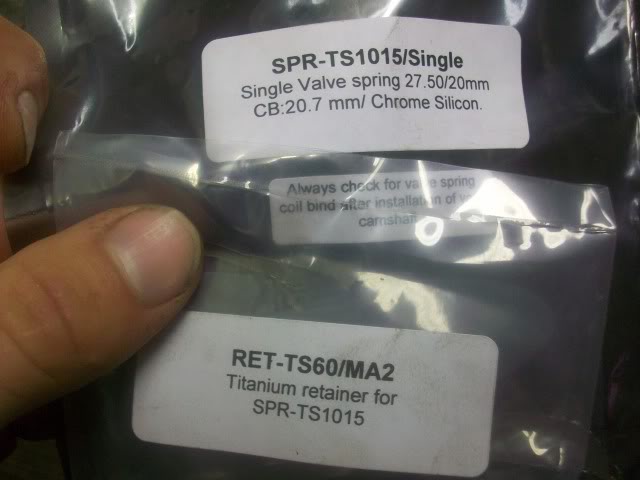 SPR-TS1015/Single
Single Valve spring 27.50/20mm
CB:20.7 mm/ Chrome Silicon.
Always check for valve spring
coil bind after installation of
camshaft
RET-TS60/MA2
Titanium retainer for
SPR-TS1015